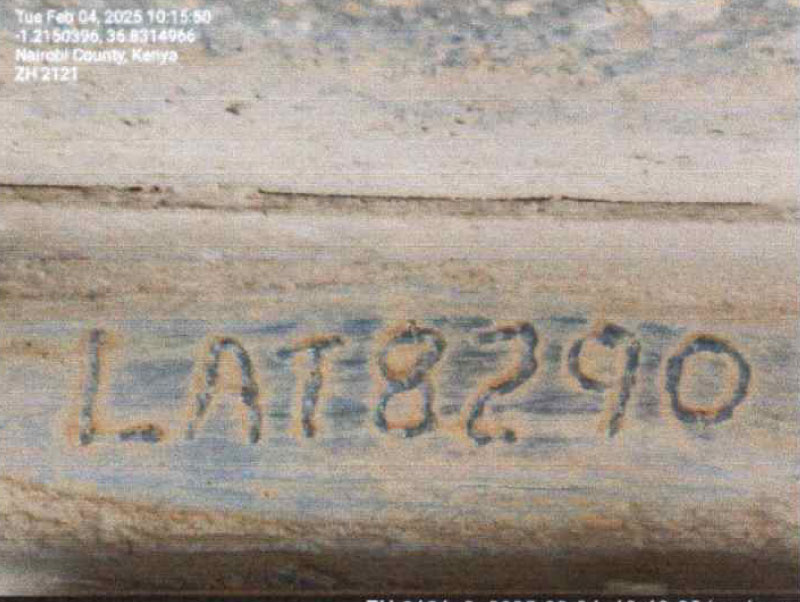 Tue Feb 04, 2025 10:15:50
-1.2150396, 36.8314966
Nairobi County, Kenya
ZH 2121
LAT8290